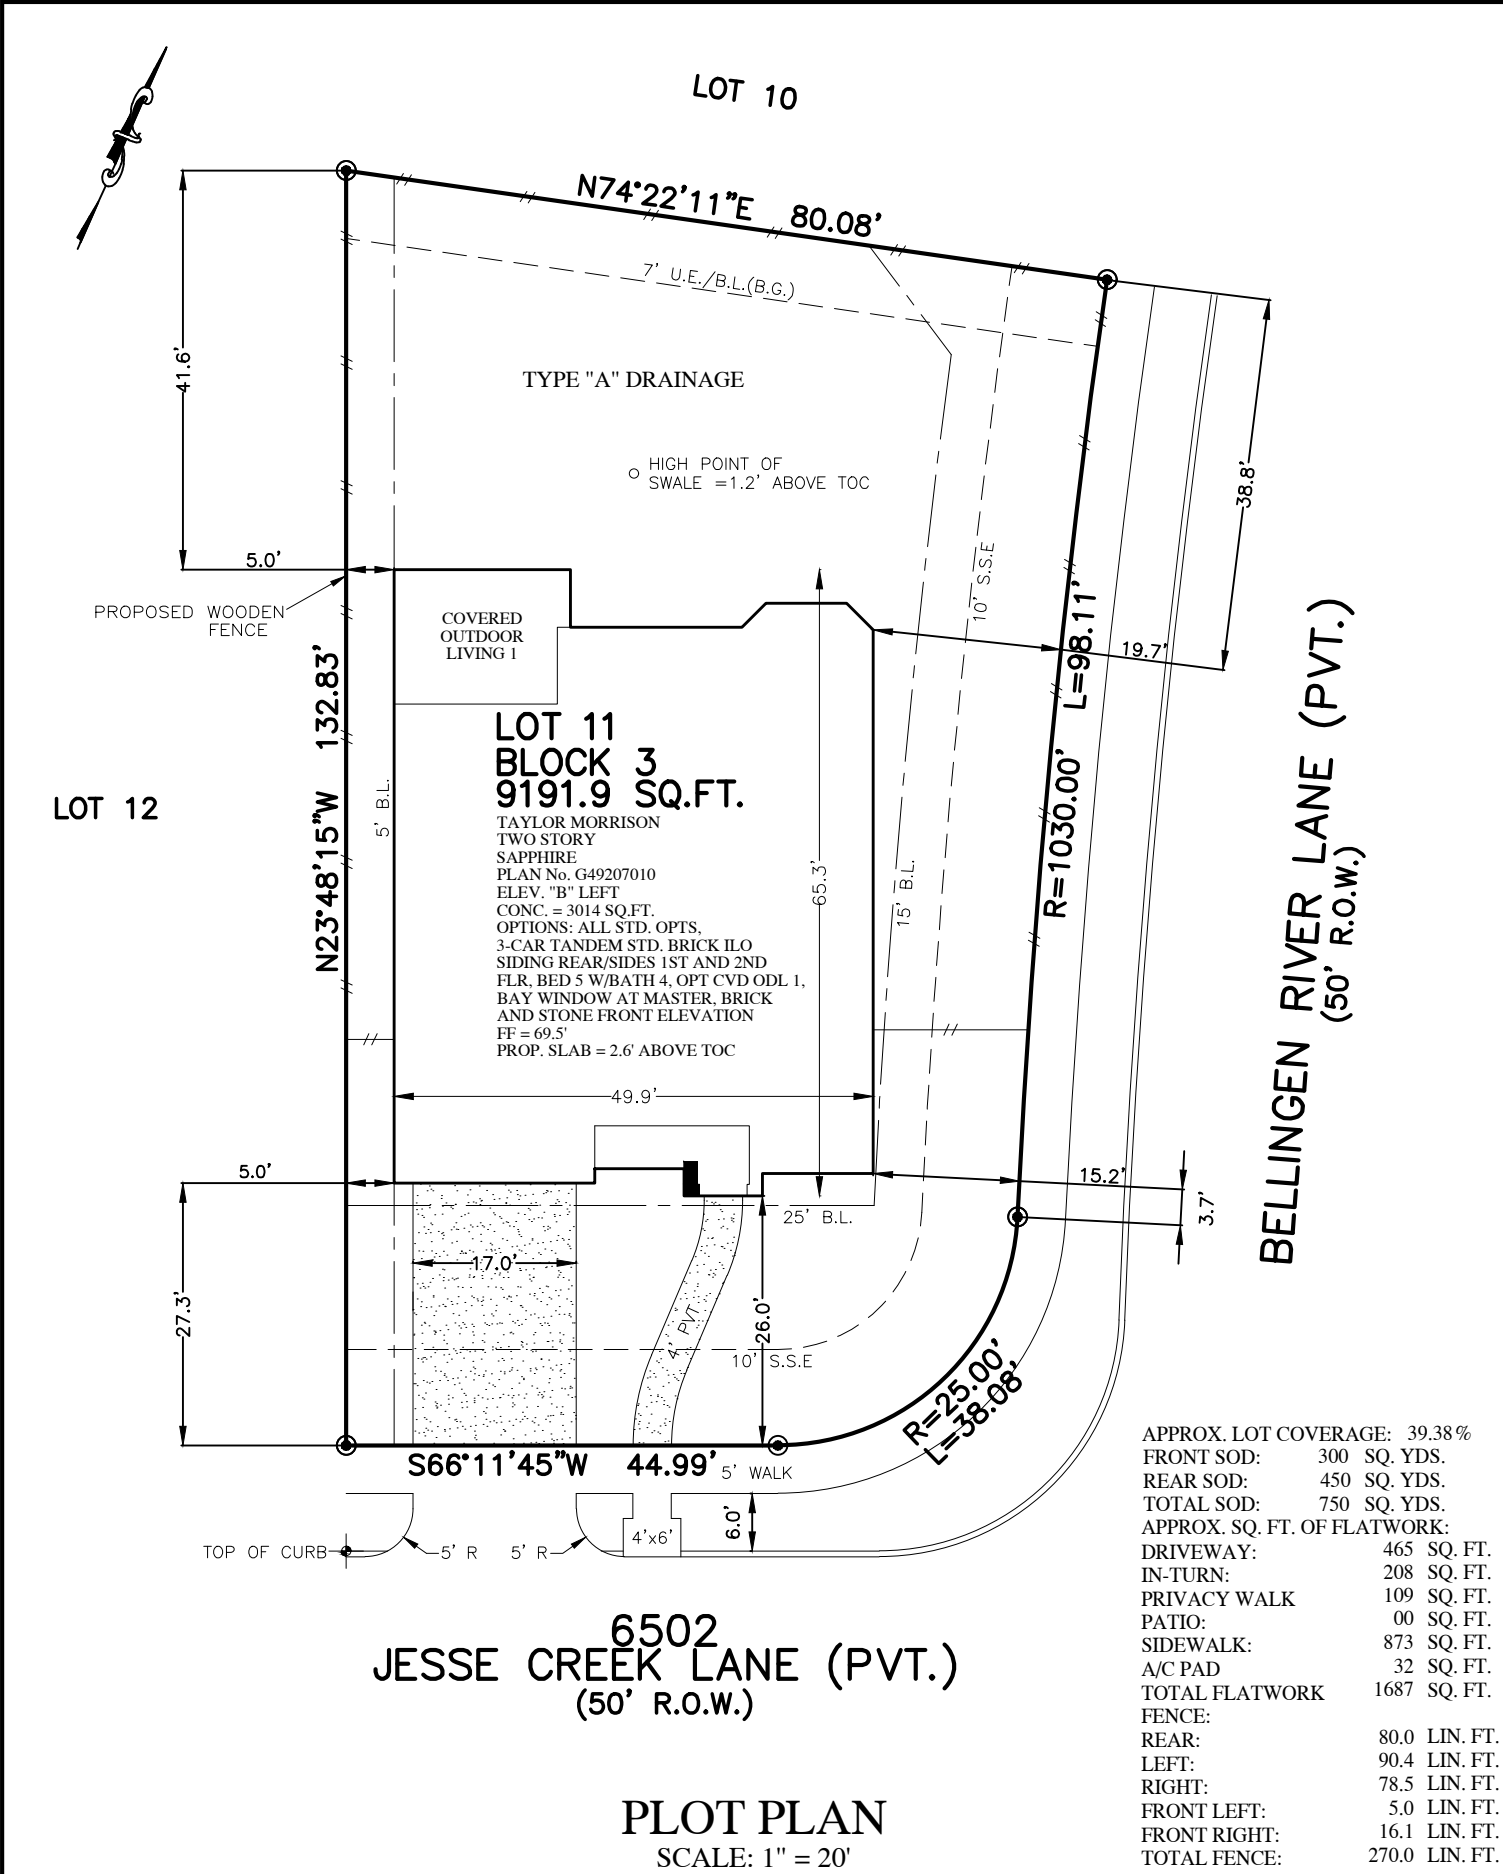 LOT 10
N74°22'11"E 80.08'
7' U.E./B.L.(B.G.)
41.6'
TYPE "A" DRAINAGE
HIGH POINT OF
SWALE =1.2' ABOVE TOC
38.8'
10' S.S.E
5.0'
PROPOSED WOODEN
FENCE
COVERED
OUTDOOR
LIVING 1
19.7'
L=98.11'
R=1030.00'
N23°48'15"W 132.83'
LOT 12
5' B.L.
LOT 11
BLOCK 3
9191.9 SQ.FT.
TAYLOR MORRISON
TWO STORY
SAPPHIRE
PLAN No. G49207010
ELEV. "B" LEFT
CONC. = 3014 SQ.FT.
OPTIONS: ALL STD. OPTS,
3-CAR TANDEM STD. BRICK ILO
SIDING REAR/SIDES 1ST AND 2ND
FLR, BED 5 W/BATH 4, OPT CVD ODL 1,
BAY WINDOW AT MASTER, BRICK
AND STONE FRONT ELEVATION
FF = 69.5'
PROP. SLAB = 2.6' ABOVE TOC
65.3'
15' B.L.
BELLINGEN RIVER LANE (PVT.)
(50' R.O.W.)
49.9'
5.0'
15.2'
3.7'
25' B.L.
17.0'
27.3'
4' PVT
26.0'
10' S.S.E
R=25.00'
L=38.08'
S66°11'45"W 44.99'
5' WALK
6.0'
4'x6'
TOP OF CURB
5' R
5' R
6502
JESSE CREEK LANE (PVT.)
(50' R.O.W.)
APPROX. LOT COVERAGE: 39.38%
FRONT SOD: 300 SQ. YDS.
REAR SOD: 450 SQ. YDS.
TOTAL SOD: 750 SQ. YDS.
APPROX. SQ. FT. OF FLATWORK:
DRIVEWAY: 465 SQ. FT.
IN-TURN: 208 SQ. FT.
PRIVACY WALK 109 SQ. FT.
PATIO: 00 SQ. FT.
SIDEWALK: 873 SQ. FT.
A/C PAD 32 SQ. FT.
TOTAL FLATWORK 1687 SQ. FT.
FENCE:
REAR: 80.0 LIN. FT.
LEFT: 90.4 LIN. FT.
RIGHT: 78.5 LIN. FT.
FRONT LEFT: 5.0 LIN. FT.
FRONT RIGHT: 16.1 LIN. FT.
TOTAL FENCE: 270.0 LIN. FT.
PLOT PLAN
SCALE: 1" = 20'